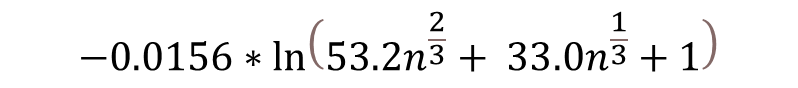 −0.0156 * ln(53.2n^{2/3} + 33.0n^{1/3} + 1)